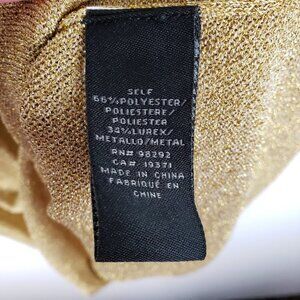 SELF
66%POLYESTER/
POLIESTERE/
POLIESTER
34%LUREX/
METALLO/METAL
RN# 98292
CA# 19371
MADE IN CHINA
FABRIQUÉ EN
CHINE